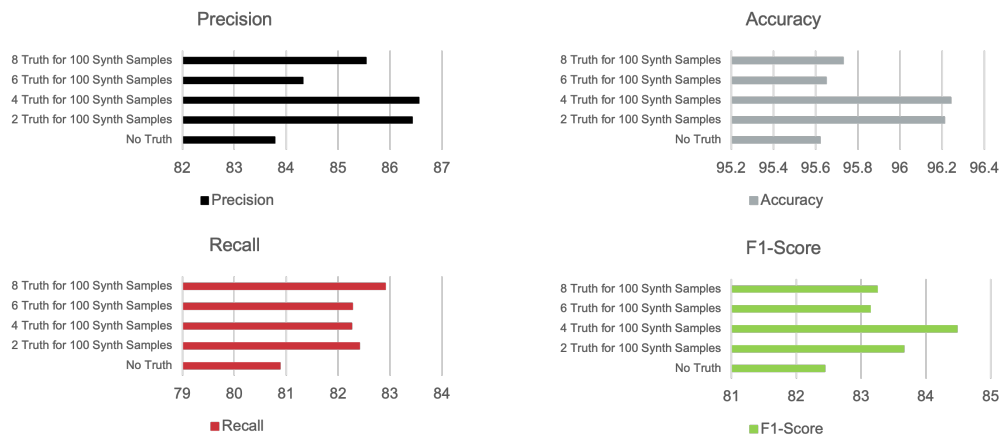 Precision
8 Truth for 100 Synth Samples
6 Truth for 100 Synth Samples
4 Truth for 100 Synth Samples
2 Truth for 100 Synth Samples
No Truth
82 83 84 85 86 87
Precision
Accuracy
8 Truth for 100 Synth Samples
6 Truth for 100 Synth Samples
4 Truth for 100 Synth Samples
2 Truth for 100 Synth Samples
No Truth
95.2 95.4 95.6 95.8 96 96.2 96.4
Accuracy
Recall
8 Truth for 100 Synth Samples
6 Truth for 100 Synth Samples
4 Truth for 100 Synth Samples
2 Truth for 100 Synth Samples
No Truth
79 80 81 82 83 84
Recall
F1-Score
8 Truth for 100 Synth Samples
6 Truth for 100 Synth Samples
4 Truth for 100 Synth Samples
2 Truth for 100 Synth Samples
No Truth
81 82 83 84 85
F1-Score